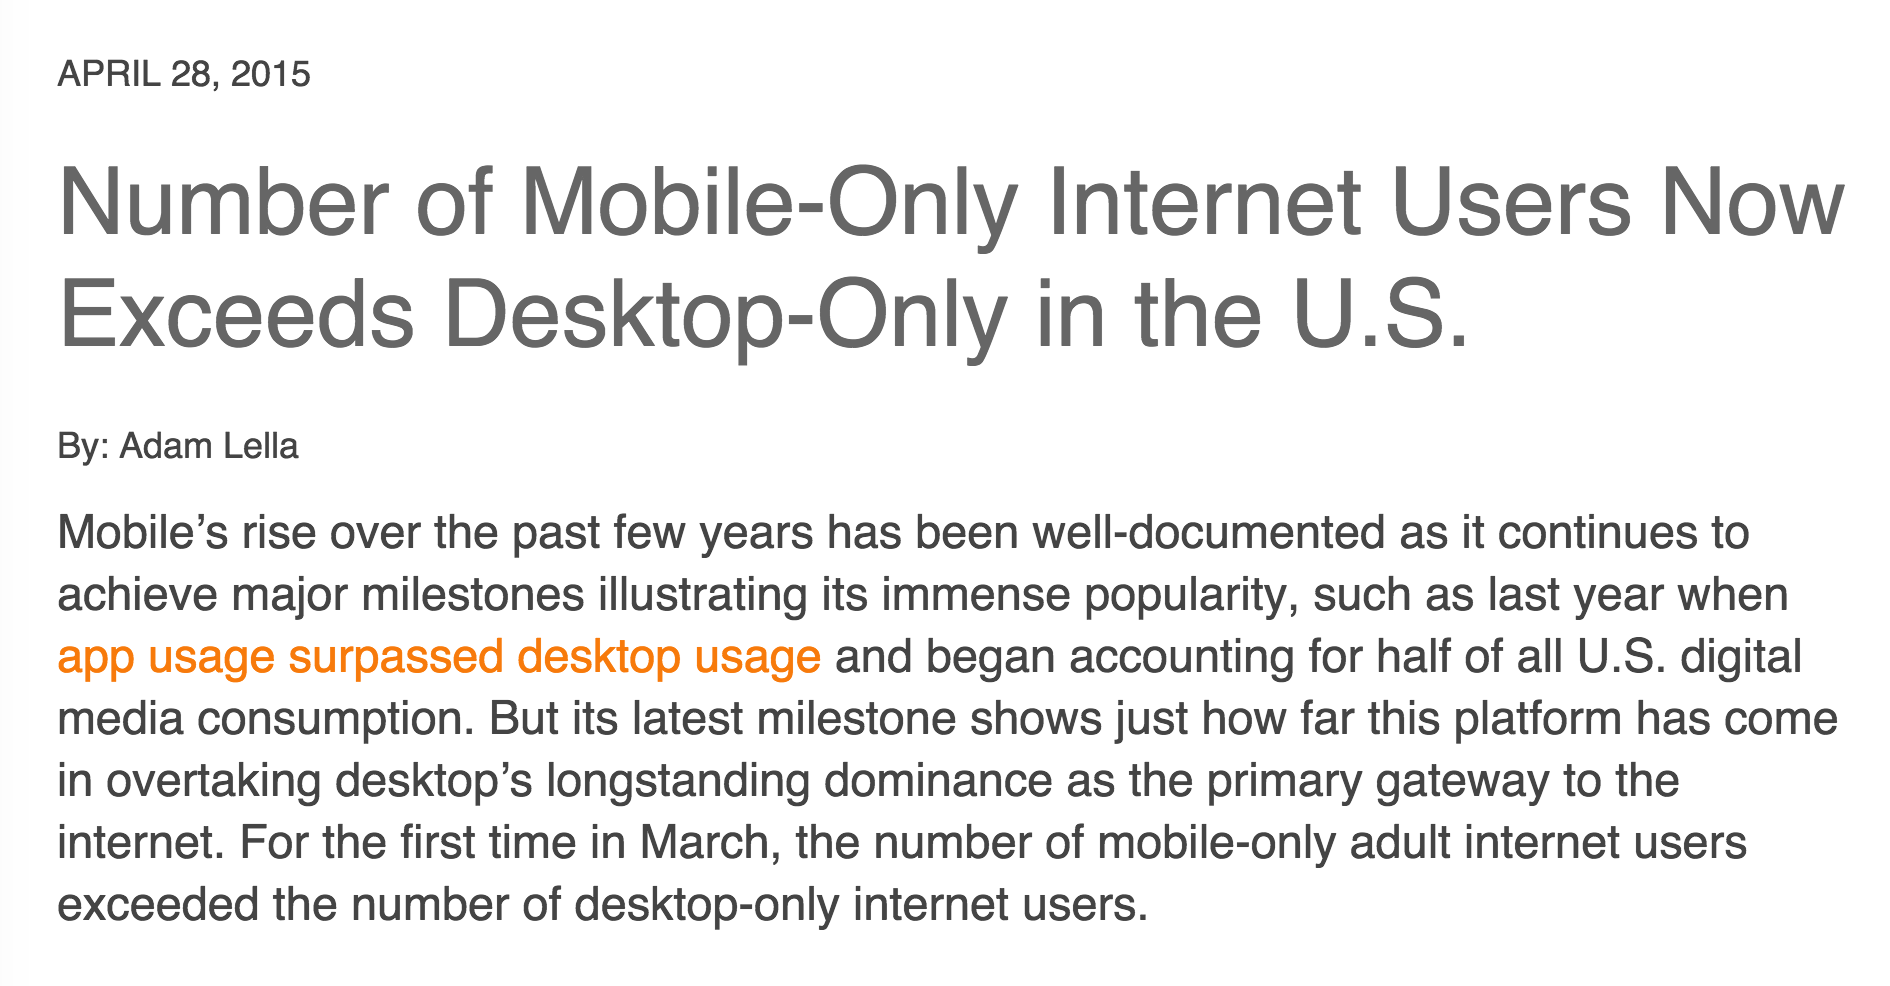 APRIL 28, 2015
Number of Mobile-Only Internet Users Now
Exceeds Desktop-Only in the U.S.
By: Adam Lella
Mobile’s rise over the past few years has been well-documented as it continues to
achieve major milestones illustrating its immense popularity, such as last year when
app usage surpassed desktop usage and began accounting for half of all U.S. digital
media consumption. But its latest milestone shows just how far this platform has come
in overtaking desktop’s longstanding dominance as the primary gateway to the
internet. For the first time in March, the number of mobile-only adult internet users
exceeded the number of desktop-only internet users.